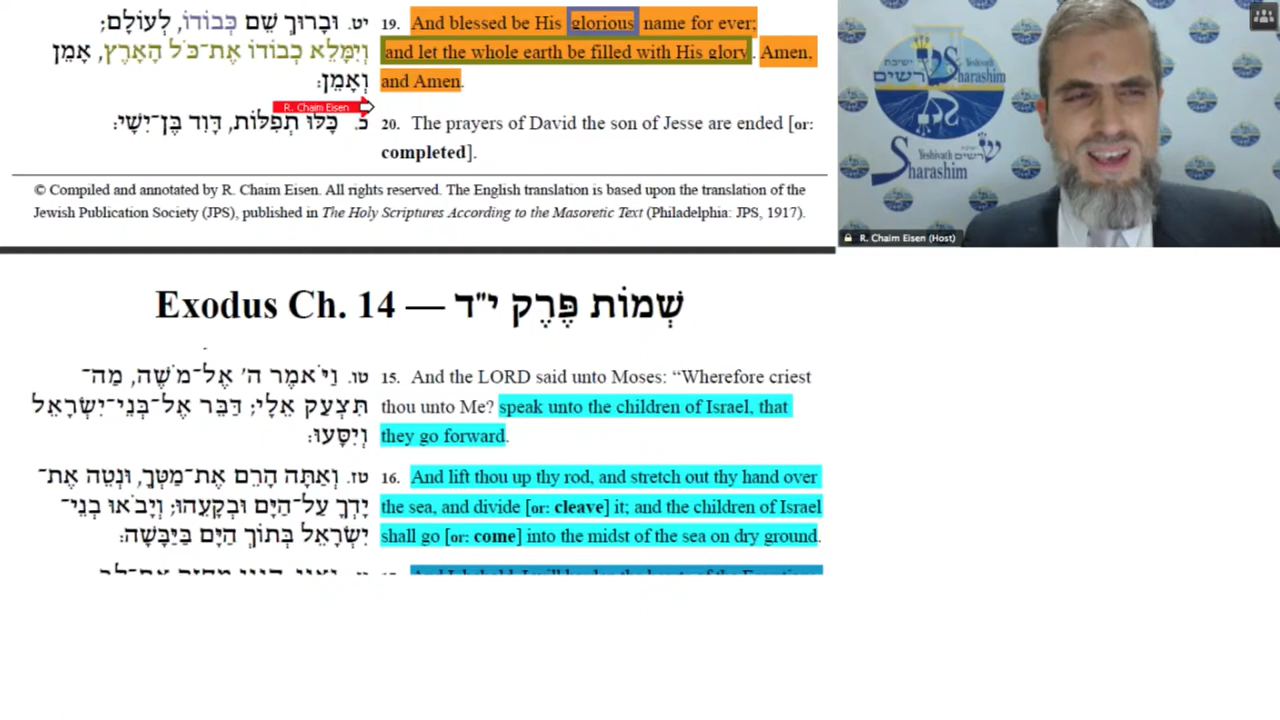 יט. וּבָרוּךְ שֵׁם כְּבוֹדוֹ, לְעוֹלָם;
וְיִמָּלֵא כְבוֹדוֹ אֶת־כֹּל הָאָרֶץ, אָמֵן
וְאָמֵן:
19. And blessed be His glorious name for ever;
and let the whole earth be filled with His glory. Amen,
and Amen.
R. Chaim Eisen
כ. כָּלּוּ תְפִלּוֹת, דָּוִד בֶּן־יִשָׁי:
20. The prayers of David the son of Jesse are ended [or:
completed].
© Compiled and annotated by R. Chaim Eisen. All rights reserved. The English translation is based upon the translation of the
Jewish Publication Society (JPS), published in The Holy Scriptures According to the Masoretic Text (Philadelphia: JPS, 1917).
Exodus Ch. 14 — שְׁמוֹת פֶּרֶק י״ד
טו. וַיֹּאמֶר ה' אֶל־מֹשֶׁה, מַה־
תִּצְעַק אֵלָי; דַּבֵּר אֶל־בְּנֵי־יִשְׂרָאֵל
וְיִסָּעוּ:
15. And the LORD said unto Moses: “Wherefore criest
thou unto Me? speak unto the children of Israel, that
they go forward.
טז. וְאַתָּה הָרֵם אֶת־מַטְּךָ, וּנְטֵה אֶת־
יָדְךָ עַל־הַיָּם וּבְקָעֵהוּ; וְיָבֹאוּ בְנֵי־
יִשְׂרָאֵל בְּתוֹךְ הַיָּם בַּיַּבָּשָׁה:
16. And lift thou up thy rod, and stretch out thy hand over
the sea, and divide [or: cleave] it; and the children of Israel
shall go [or: come] into the midst of the sea on dry ground.
ישיבת
שרשים
Yeshivath
Sharashim
Yeshivath ישיבת שרשים
Sharashim
R. Chaim Eisen (Host)